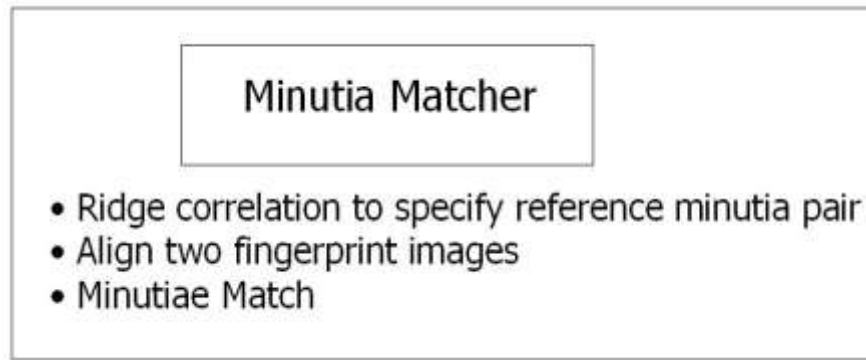 Minutia Matcher
• Ridge correlation to specify reference minutia pair
• Align two fingerprint images
• Minutiae Match